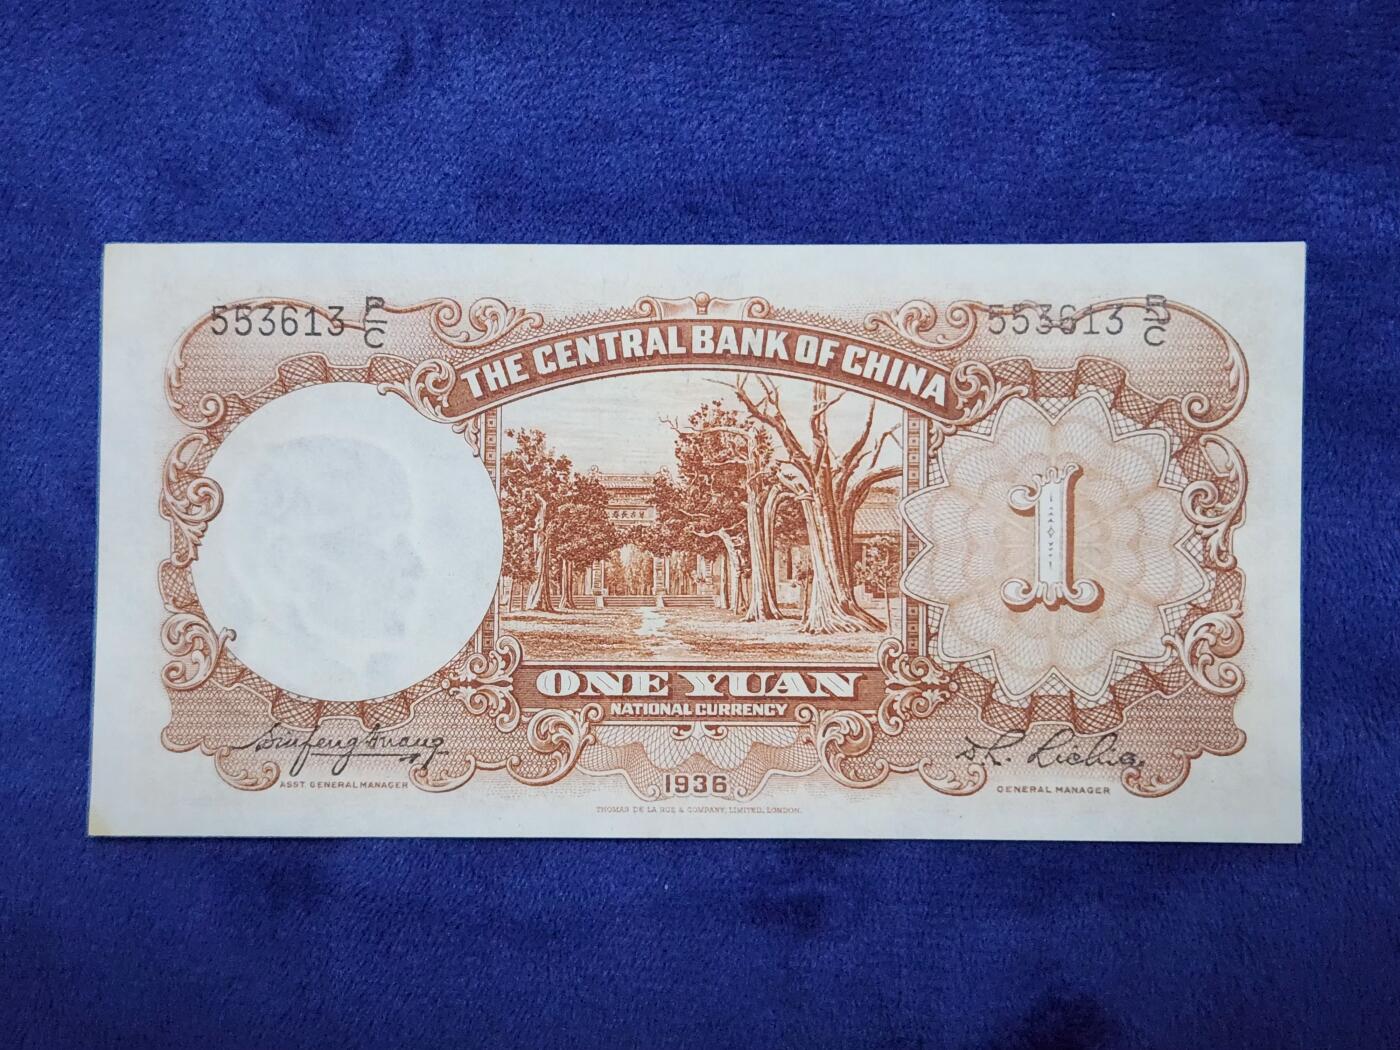 553613 B/C
553613 B/C
THE CENTRAL BANK OF CHINA
1
ONE YUAN
NATIONAL CURRENCY
ASST. GENERAL MANAGER
GENERAL MANAGER
1936
THOMAS DE LA RUE & COMPANY, LIMITED, LONDON.